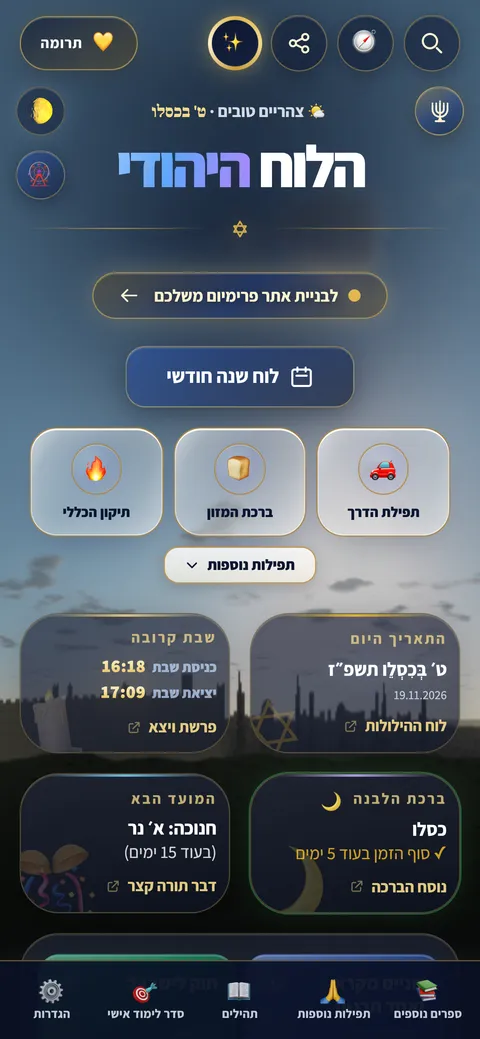 תרומה
צהריים טובים · ט׳ בכסלו
הלוח היהודי
לבניית אתר פרימיום משלכם
לוח שנה חודשי
תפילת הדרך
ברכת המזון
תיקון הכללי
תפילות נוספות
התאריך היום
ט׳ בְּכִסְלֵו תשפ״ז
19.11.2026
לוח ההילולות
שבת קרובה
כניסת שבת 16:18
יציאת שבת 17:09
פרשת ויצא
ברכת הלבנה
כסלו
✓ סוף הזמן בעוד 5 ימים
נוסח הברכה
המועד הבא
חנוכה: א׳ נר
(בעוד 15 ימים)
דבר תורה קצר
ספרים נוספים
תפילות נוספות
תהילים
סדר לימוד אישי
הגדרות